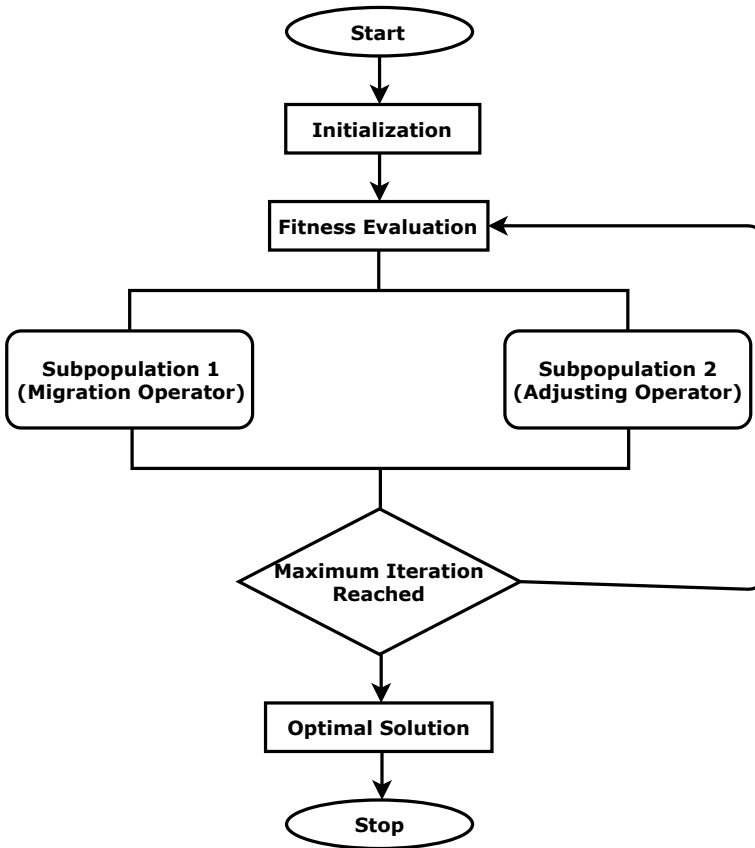 Start
Initialization
Fitness Evaluation
Subpopulation 1
(Migration Operator)
Subpopulation 2
(Adjusting Operator)
Maximum Iteration
Reached
Optimal Solution
Stop